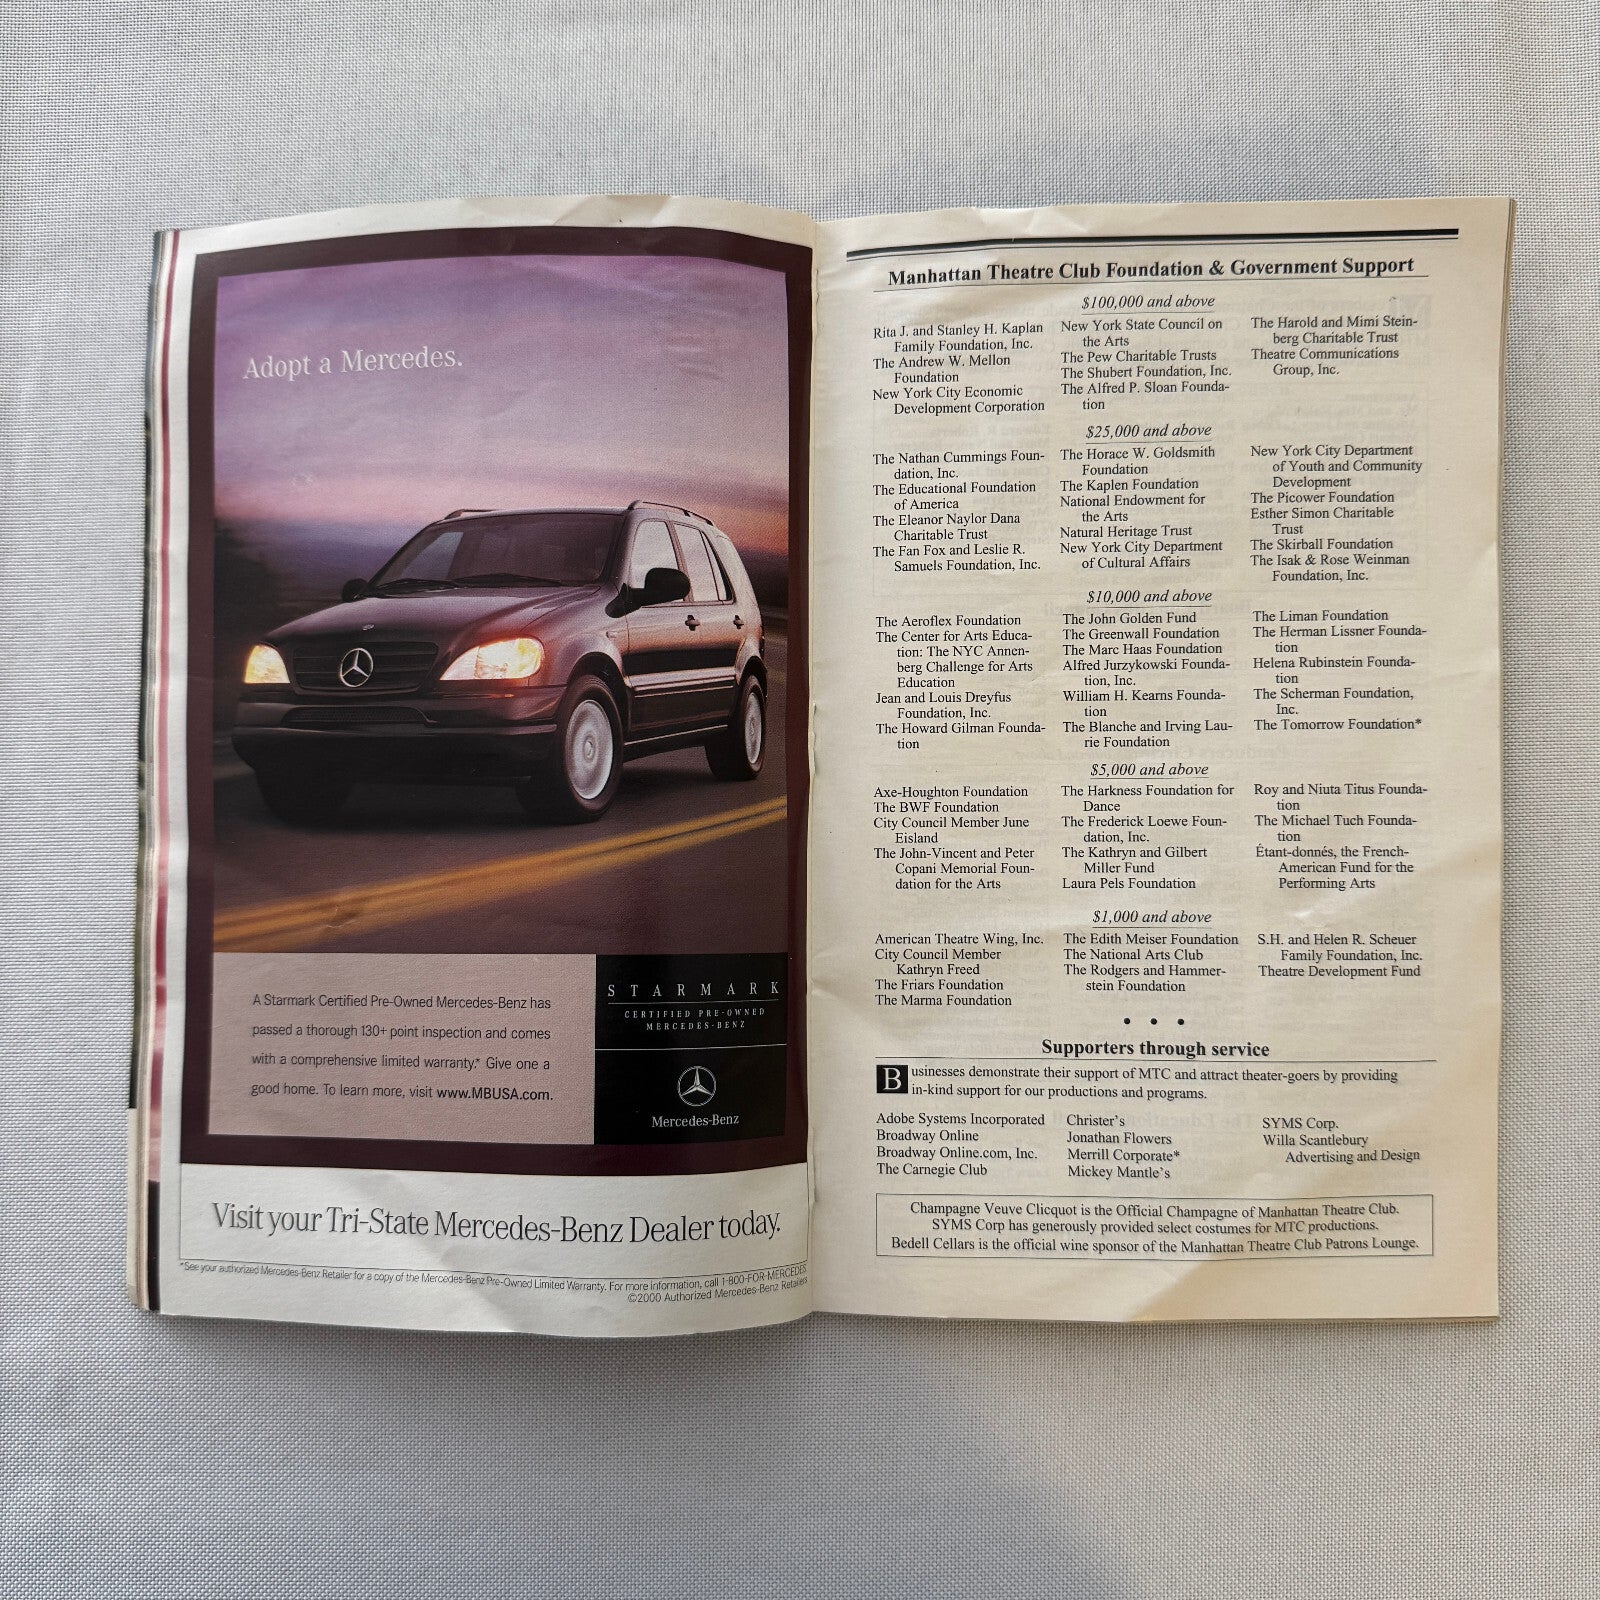 Adopt a Mercedes.
A Starmark Certified Pre-Owned Mercedes-Benz has
passed a thorough 130+ point inspection and comes
with a comprehensive limited warranty.* Give one a
good home. To learn more, visit www.MBUSA.com.
STARMARK
CERTIFIED PRE-OWNED
MERCEDES-BENZ
Mercedes-Benz
Visit your Tri-State Mercedes-Benz Dealer today.
*See your authorized Mercedes-Benz Retailer for a copy of the Mercedes-Benz Pre-Owned Limited Warranty. For more information, call 1-800-FOR-MERCEDES.
©2000 Authorized Mercedes-Benz Retailers
Manhattan Theatre Club Foundation & Government Support
$100,000 and above
Rita J. and Stanley H. Kaplan
Family Foundation, Inc.
The Andrew W. Mellon
Foundation
New York City Economic
Development Corporation
New York State Council on
the Arts
The Pew Charitable Trusts
The Shubert Foundation, Inc.
The Alfred P. Sloan Founda-
tion
The Harold and Mimi Stein-
berg Charitable Trust
Theatre Communications
Group, Inc.
$25,000 and above
The Nathan Cummings Foun-
dation, Inc.
The Educational Foundation
of America
The Eleanor Naylor Dana
Charitable Trust
The Fan Fox and Leslie R.
Samuels Foundation, Inc.
The Horace W. Goldsmith
Foundation
The Kaplen Foundation
National Endowment for
the Arts
Natural Heritage Trust
New York City Department
of Cultural Affairs
New York City Department
of Youth and Community
Development
The Picower Foundation
Esther Simon Charitable
Trust
The Skirball Foundation
The Isak & Rose Weinman
Foundation, Inc.
$10,000 and above
The Aeroflex Foundation
The Center for Arts Educa-
tion: The NYC Annen-
berg Challenge for Arts
Education
Jean and Louis Dreyfus
Foundation, Inc.
The Howard Gilman Founda-
tion
The John Golden Fund
The Greenwall Foundation
The Marc Haas Foundation
Alfred Jurzykowski Founda-
tion, Inc.
William H. Kearns Founda-
tion
The Blanche and Irving Lau-
rie Foundation
The Liman Foundation
The Herman Lissner Founda-
tion
Helena Rubinstein Founda-
tion
The Scherman Foundation,
Inc.
The Tomorrow Foundation*
$5,000 and above
Axe-Houghton Foundation
The BWF Foundation
City Council Member June
Eisland
The John-Vincent and Peter
Copani Memorial Foun-
dation for the Arts
The Harkness Foundation for
Dance
The Frederick Loewe Foun-
dation, Inc.
The Kathryn and Gilbert
Miller Fund
Laura Pels Foundation
Roy and Niuta Titus Founda-
tion
The Michael Tuch Founda-
tion
Étant-donnés, the French-
American Fund for the
Performing Arts
$1,000 and above
American Theatre Wing, Inc.
City Council Member
Kathryn Freed
The Friars Foundation
The Marma Foundation
The Edith Meiser Foundation
The National Arts Club
The Rodgers and Hammer-
stein Foundation
S.H. and Helen R. Scheuer
Family Foundation, Inc.
Theatre Development Fund
• • •
Supporters through service
Businesses demonstrate their support of MTC and attract theater-goers by providing
in-kind support for our productions and programs.
Adobe Systems Incorporated
Broadway Online
Broadway Online.com, Inc.
The Carnegie Club
Christer's
Jonathan Flowers
Merrill Corporate*
Mickey Mantle's
SYMS Corp.
Willa Scantlebury
Advertising and Design
Champagne Veuve Clicquot is the Official Champagne of Manhattan Theatre Club.
SYMS Corp has generously provided select costumes for MTC productions.
Bedell Cellars is the official wine sponsor of the Manhattan Theatre Club Patrons Lounge.